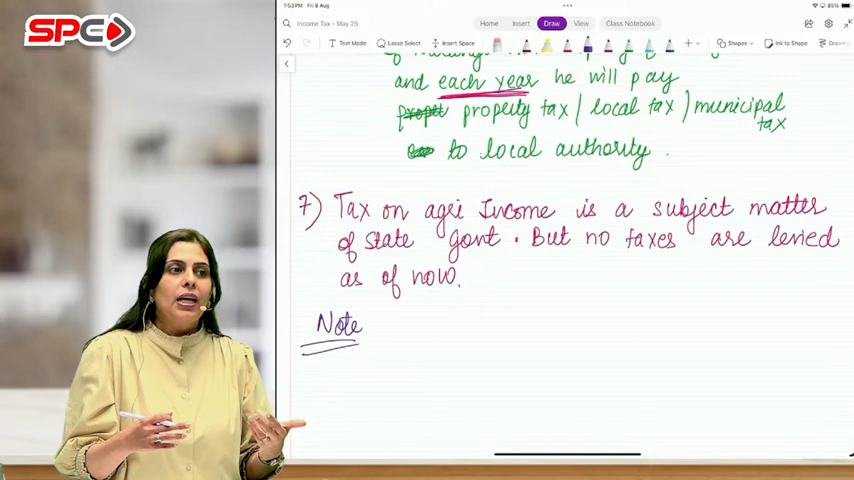 SPC
1:53 PM Fri 9 Aug
85%
Income Tax - May 25
Home Insert Draw View Class Notebook
Text Mode Lasso Select Insert Space Shapes Ink to Shape Drawing
and each year he will pay
property tax / local tax / municipal
tax
to local authority.
7) Tax on agri Income is a subject matter
of state govt. But no taxes are levied
as of now.
Note